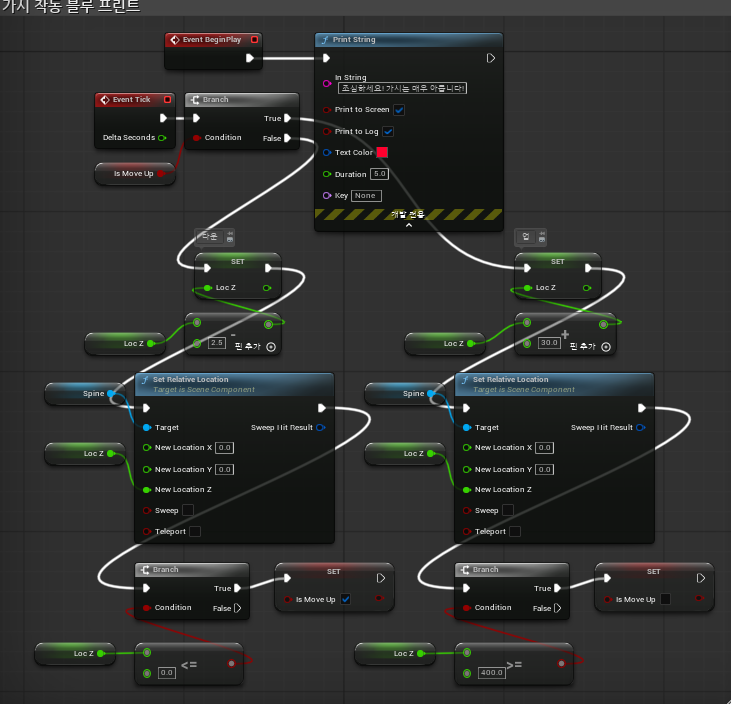 가시 작동 블루 프린트
Event BeginPlay
Print String
In String
조심하세요! 가시는 매우 아픕니다!
Print to Screen
Print to Log
Text Color
Duration 5.0
Key None
개발 전용
Event Tick
Delta Seconds
Branch
True
Condition
False
Is Move Up
다운
SET
Loc Z
Loc Z
-
2.5
핀 추가
업
SET
Loc Z
Loc Z
+
30.0
핀 추가
Spine
Loc Z
Set Relative Location
Target is Scene Component
Target
Sweep Hit Result
New Location X 0.0
New Location Y 0.0
New Location Z
Sweep
Teleport
Spine
Loc Z
Set Relative Location
Target is Scene Component
Target
Sweep Hit Result
New Location X 0.0
New Location Y 0.0
New Location Z
Sweep
Teleport
Branch
True
Condition
False
SET
Is Move Up
Loc Z
0.0
<=
Branch
True
Condition
False
SET
Is Move Up
Loc Z
400.0
>=